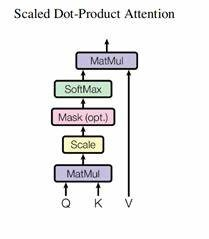 Scaled Dot-Product Attention
MatMul
SoftMax
Mask (opt.)
Scale
MatMul
Q K V